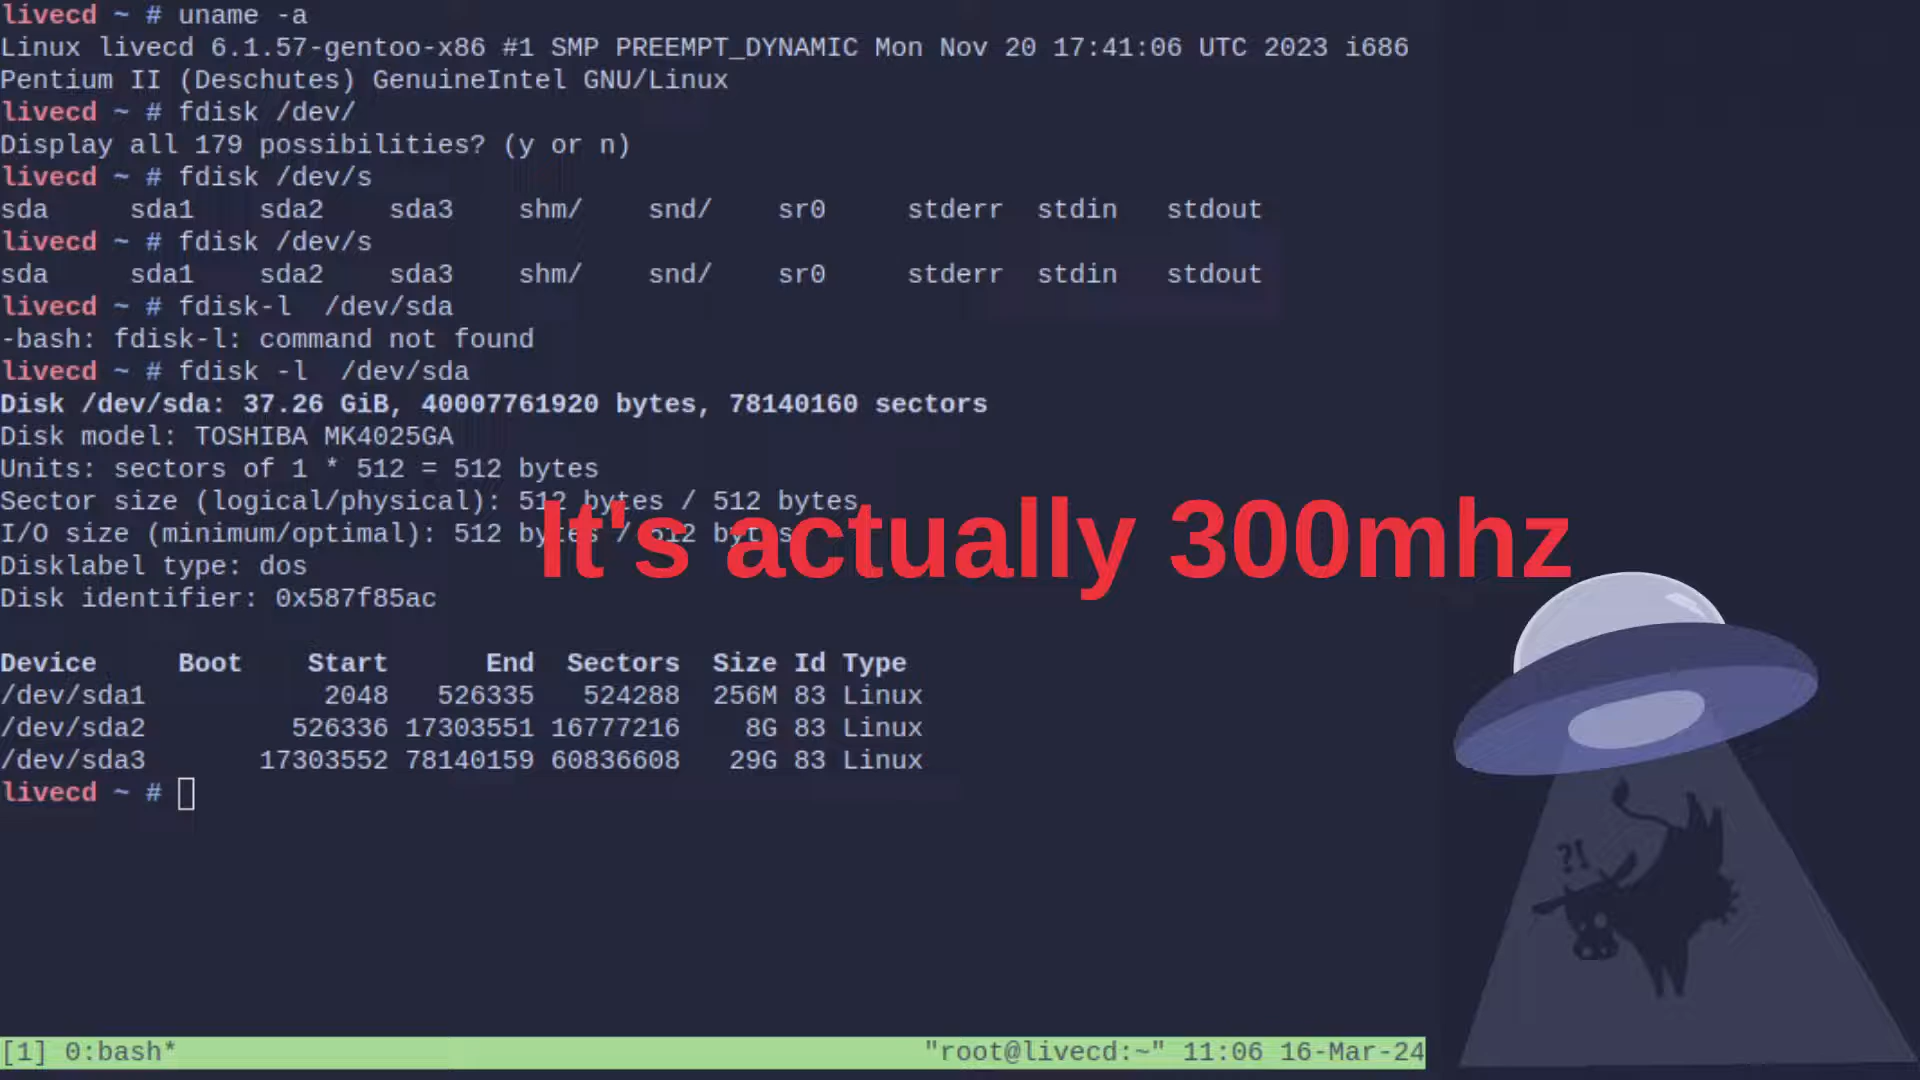 livecd ~ # uname -a
Linux livecd 6.1.57-gentoo-x86 #1 SMP PREEMPT_DYNAMIC Mon Nov 20 17:41:06 UTC 2023 i686
Pentium II (Deschutes) GenuineIntel GNU/Linux
livecd ~ # fdisk /dev/
Display all 179 possibilities? (y or n)
livecd ~ # fdisk /dev/s
sda     sda1    sda2    sda3    shm/    snd/    sr0     stderr  stdin   stdout
livecd ~ # fdisk /dev/s
sda     sda1    sda2    sda3    shm/    snd/    sr0     stderr  stdin   stdout
livecd ~ # fdisk-l  /dev/sda
-bash: fdisk-l: command not found
livecd ~ # fdisk -l  /dev/sda
Disk /dev/sda: 37.26 GiB, 40007761920 bytes, 78140160 sectors
Disk model: TOSHIBA MK4025GA
Units: sectors of 1 * 512 = 512 bytes
Sector size (logical/physical): 512 bytes / 512 bytes
I/O size (minimum/optimal): 512 bytes / 512 bytes
It's actually 300mhz
Disklabel type: dos
Disk identifier: 0x587f85ac
Device     Boot    Start      End  Sectors  Size Id Type
/dev/sda1           2048   526335   524288  256M 83 Linux
/dev/sda2         526336 17303551 16777216    8G 83 Linux
/dev/sda3       17303552 78140159 60836608   29G 83 Linux
livecd ~ #
?!
[1] 0:bash* "root@livecd:~" 11:06 16-Mar-24